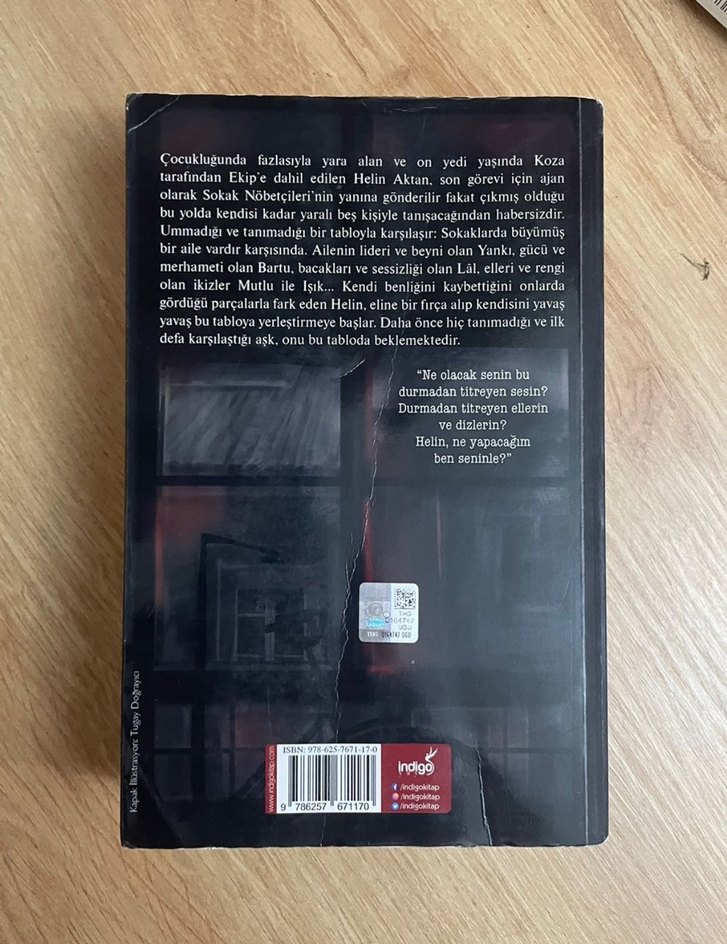 Çocukluğunda fazlasıyla yara alan ve on yedi yaşında Koza
tarafından Ekip'e dahil edilen Helin Aktan, son görevi için ajan
olarak Sokak Nöbetçileri'nin yanına gönderilir fakat çıkmış olduğu
bu yolda kendisi kadar yaralı beş kişiyle tanışacağından habersizdir.
Ummadığı ve tanımadığı bir tabloyla karşılaşır: Sokaklarda büyümüş
bir aile vardır karşısında. Ailenin lideri ve beyni olan Yankı, gücü ve
merhameti olan Bartu, bacakları ve sessizliği olan Lâl, elleri ve rengi
olan ikizler Mutlu ile Işık... Kendi benliğini kaybettiğini onlarda
gördüğü parçalarla fark eden Helin, eline bir fırça alıp kendisini yavaş
yavaş bu tabloya yerleştirmeye başlar. Daha önce hiç tanımadığı ve ilk
defa karşılaştığı aşk, onu bu tabloda beklemektedir.
"Ne olacak senin bu
durmadan titreyen sesin?
Durmadan titreyen ellerin
ve dizlerin?
Helin, ne yapacağım
ben seninle?"
THG
164747
UGU
Kapak İllüstrasyon: Tugay Doğrayıcı
www.indigokitap.com
ISBN: 978-625-7671-17-0
9 786257 671170
indigo
/indigokitap
/indigokitap
/indigokitap